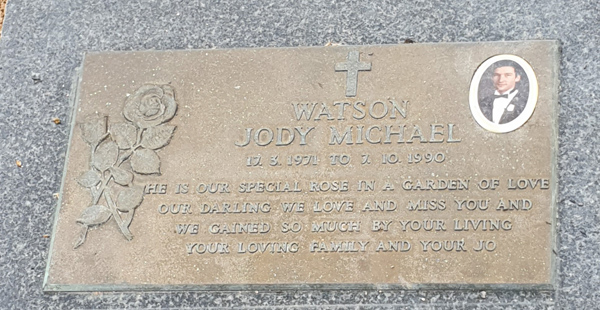 WATSON
JODY MICHAEL
17.3.1971 TO 7.10.1990
HE IS OUR SPECIAL ROSE IN A GARDEN OF LOVE
OUR DARLING WE LOVE AND MISS YOU AND
WE GAINED SO MUCH BY YOUR LIVING
YOUR LOVING FAMILY AND YOUR JO